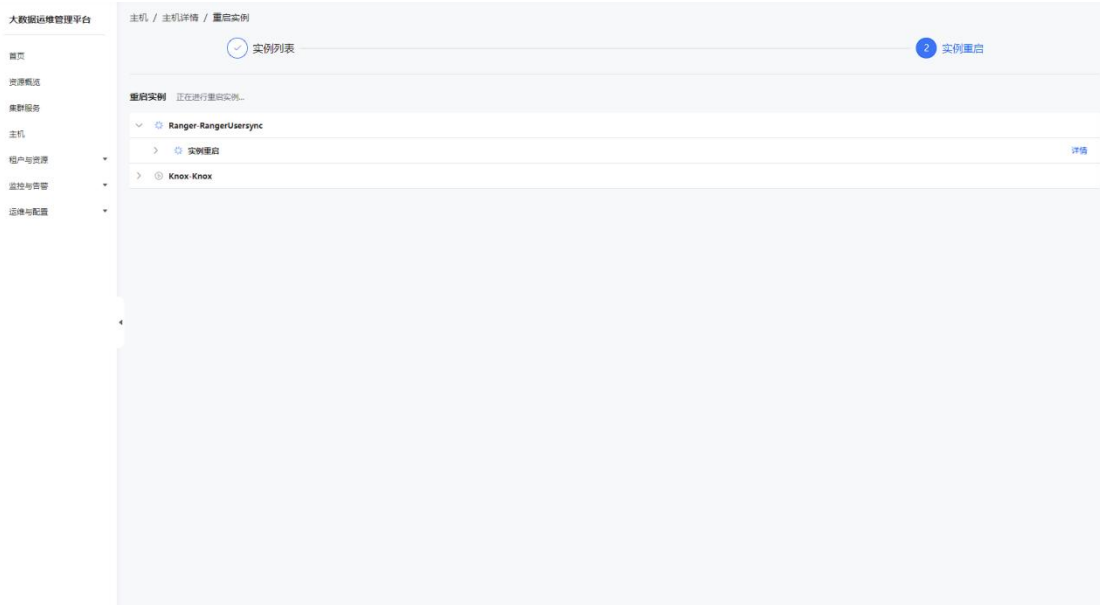 大数据运维管理平台
主机 / 主机详情 / 重启实例
实例列表
2 实例重启
首页
资源概览
集群服务
主机
租户与资源
监控与告警
运维与配置
重启实例 正在进行重启实例...
Ranger-RangerUsersync
实例重启 详情
Knox-Knox